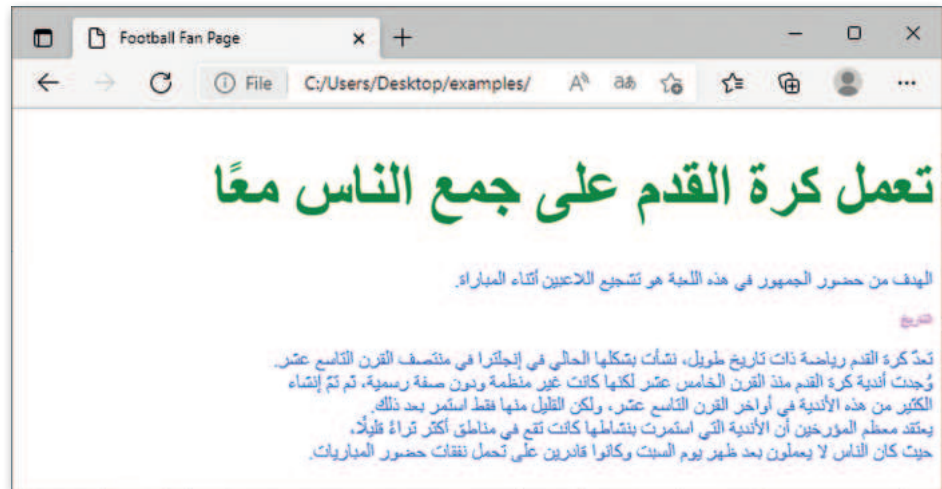 Football Fan Page
File C:/Users/Desktop/examples/
تعمل كرة القدم على جمع الناس معًا
الهدف من حضور الجمهور في هذه اللعبة هو تشجيع اللاعبين أثناء المباراة.
تاريخ
تعدّ كرة القدم رياضة ذات تاريخ طويل، نشأت بشكلها الحالي في إنجلترا في منتصف القرن التاسع عشر.
وُجدت أندية كرة القدم منذ القرن الخامس عشر لكنها كانت غير منظمة ودون صفة رسمية، ثم تمّ إنشاء
الكثير من هذه الأندية في أواخر القرن التاسع عشر، ولكن القليل منها فقط استمر بعد ذلك.
يعتقد معظم المؤرخين أن الأندية التي استمرت بنشاطها كانت تقع في مناطق أكثر ثراءً قليلًا،
حيث كان الناس لا يعملون بعد ظهر يوم السبت وكانوا قادرين على تحمل نفقات حضور المباريات.